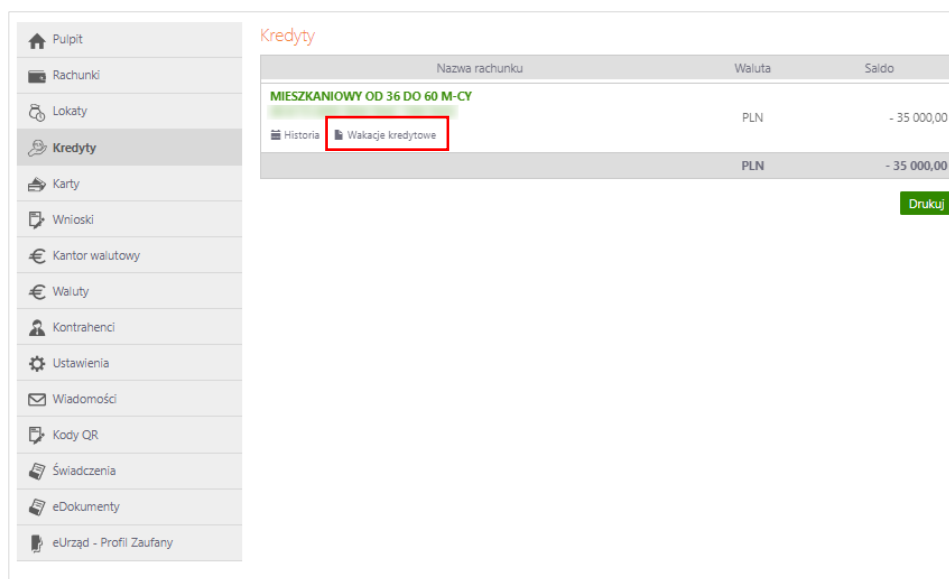 Pulpit
Rachunki
Lokaty
Kredyty
Karty
Wnioski
Kantor walutowy
Waluty
Kontrahenci
Ustawienia
Wiadomości
Kody QR
Świadczenia
eDokumenty
eUrząd - Profil Zaufany
Kredyty
Nazwa rachunku Waluta Saldo
MIESZKANIOWY OD 36 DO 60 M-CY
PLN - 35 000,00
Historia Wakacje kredytowe
PLN - 35 000,00
Drukuj